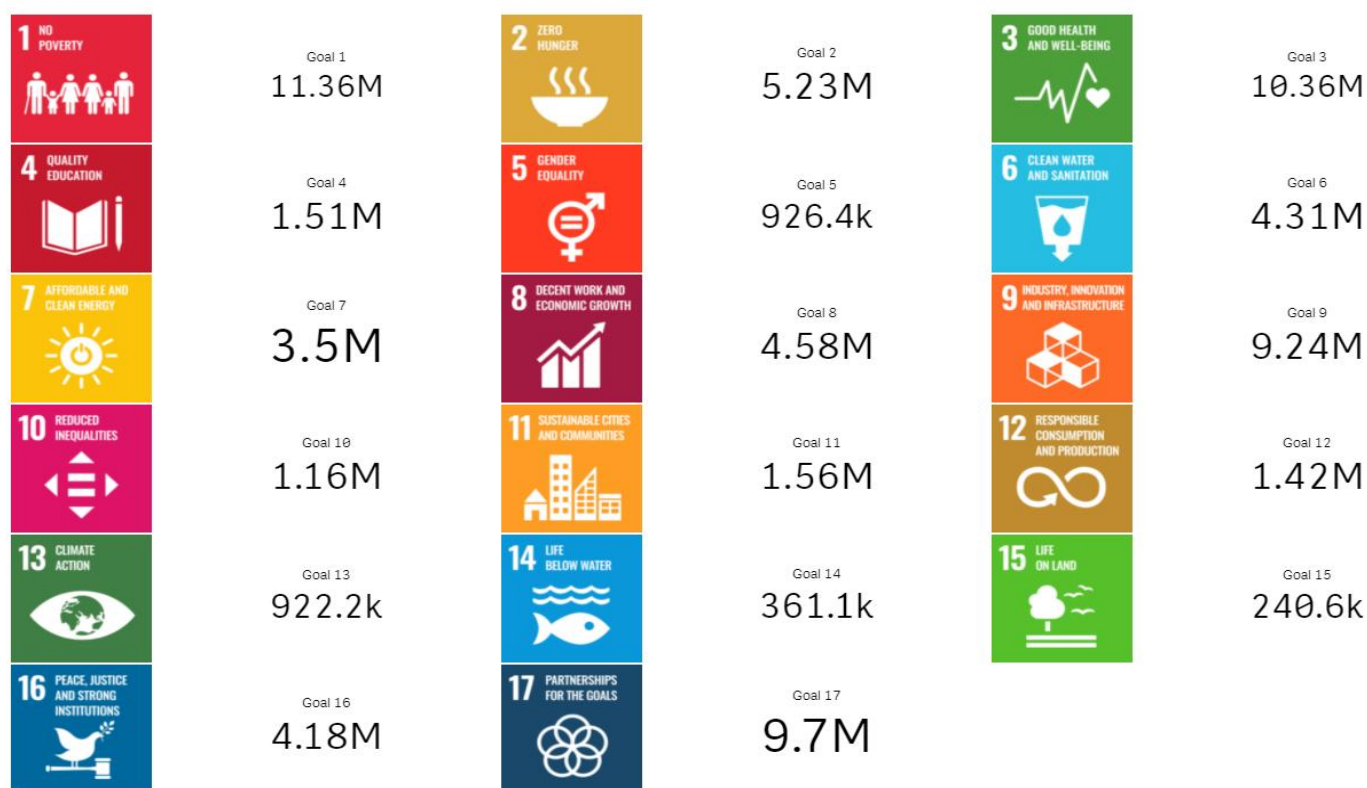 1 NO
POVERTY
Goal 1
11.36M
2 ZERO
HUNGER
Goal 2
5.23M
3 GOOD HEALTH
AND WELL-BEING
Goal 3
10.36M
4 QUALITY
EDUCATION
Goal 4
1.51M
5 GENDER
EQUALITY
Goal 5
926.4k
6 CLEAN WATER
AND SANITATION
Goal 6
4.31M
7 AFFORDABLE AND
CLEAN ENERGY
Goal 7
3.5M
8 DECENT WORK AND
ECONOMIC GROWTH
Goal 8
4.58M
9 INDUSTRY, INNOVATION
AND INFRASTRUCTURE
Goal 9
9.24M
10 REDUCED
INEQUALITIES
Goal 10
1.16M
11 SUSTAINABLE CITIES
AND COMMUNITIES
Goal 11
1.56M
12 RESPONSIBLE
CONSUMPTION
AND PRODUCTION
Goal 12
1.42M
13 CLIMATE
ACTION
Goal 13
922.2k
14 LIFE
BELOW WATER
Goal 14
361.1k
15 LIFE
ON LAND
Goal 15
240.6k
16 PEACE, JUSTICE
AND STRONG
INSTITUTIONS
Goal 16
4.18M
17 PARTNERSHIPS
FOR THE GOALS
Goal 17
9.7M